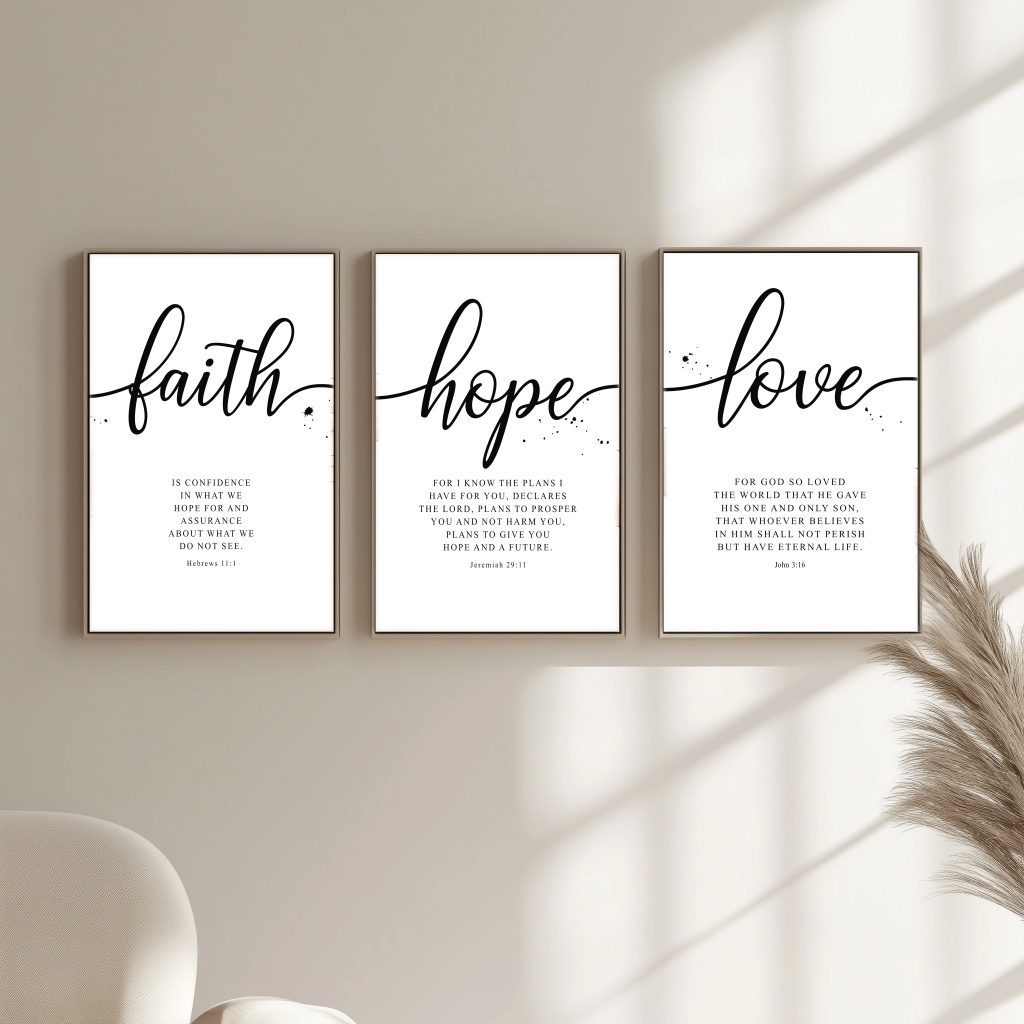 faith
IS CONFIDENCE
IN WHAT WE
HOPE FOR AND
ASSURANCE
ABOUT WHAT WE
DO NOT SEE.
Hebrews 11:1
hope
FOR I KNOW THE PLANS I
HAVE FOR YOU, DECLARES
THE LORD, PLANS TO PROSPER
YOU AND NOT HARM YOU,
PLANS TO GIVE YOU
HOPE AND A FUTURE.
Jeremiah 29:11
love
FOR GOD SO LOVED
THE WORLD THAT HE GAVE
HIS ONE AND ONLY SON,
THAT WHOEVER BELIEVES
IN HIM SHALL NOT PERISH
BUT HAVE ETERNAL LIFE.
John 3:16